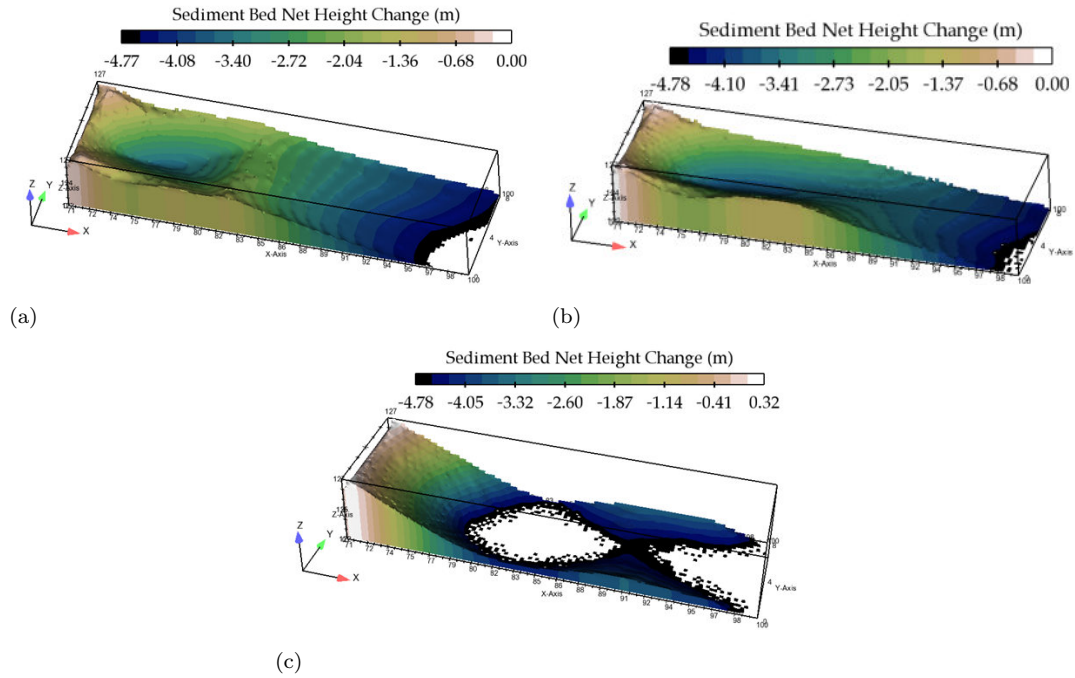 Sediment Bed Net Height Change (m)
-4.77 -4.08 -3.40 -2.72 -2.04 -1.36 -0.68 0.00
127
Z-Axis
71 72 74 75 77 79 80 82 83 85 86 88 89 91 92 94 95 97 98 100
X-Axis
100
8
4
Y-Axis
0
Z
Y
X
(a)
Sediment Bed Net Height Change (m)
-4.78 -4.10 -3.41 -2.73 -2.05 -1.37 -0.68 0.00
127
Z-Axis
71 72 74 75 77 79 80 82 83 85 86 88 89 91 92 94 95 97 98 100
X-Axis
100
8
4
Y-Axis
Z
Y
X
(b)
Sediment Bed Net Height Change (m)
-4.78 -4.05 -3.32 -2.60 -1.87 -1.14 -0.41 0.32
127
Z-Axis
71 72 74 75 77 79 80 82 83 85 86 88 89 91 92 94 95 97 98 100
X-Axis
8
4
Y-Axis
0
Z
Y
X
(c)